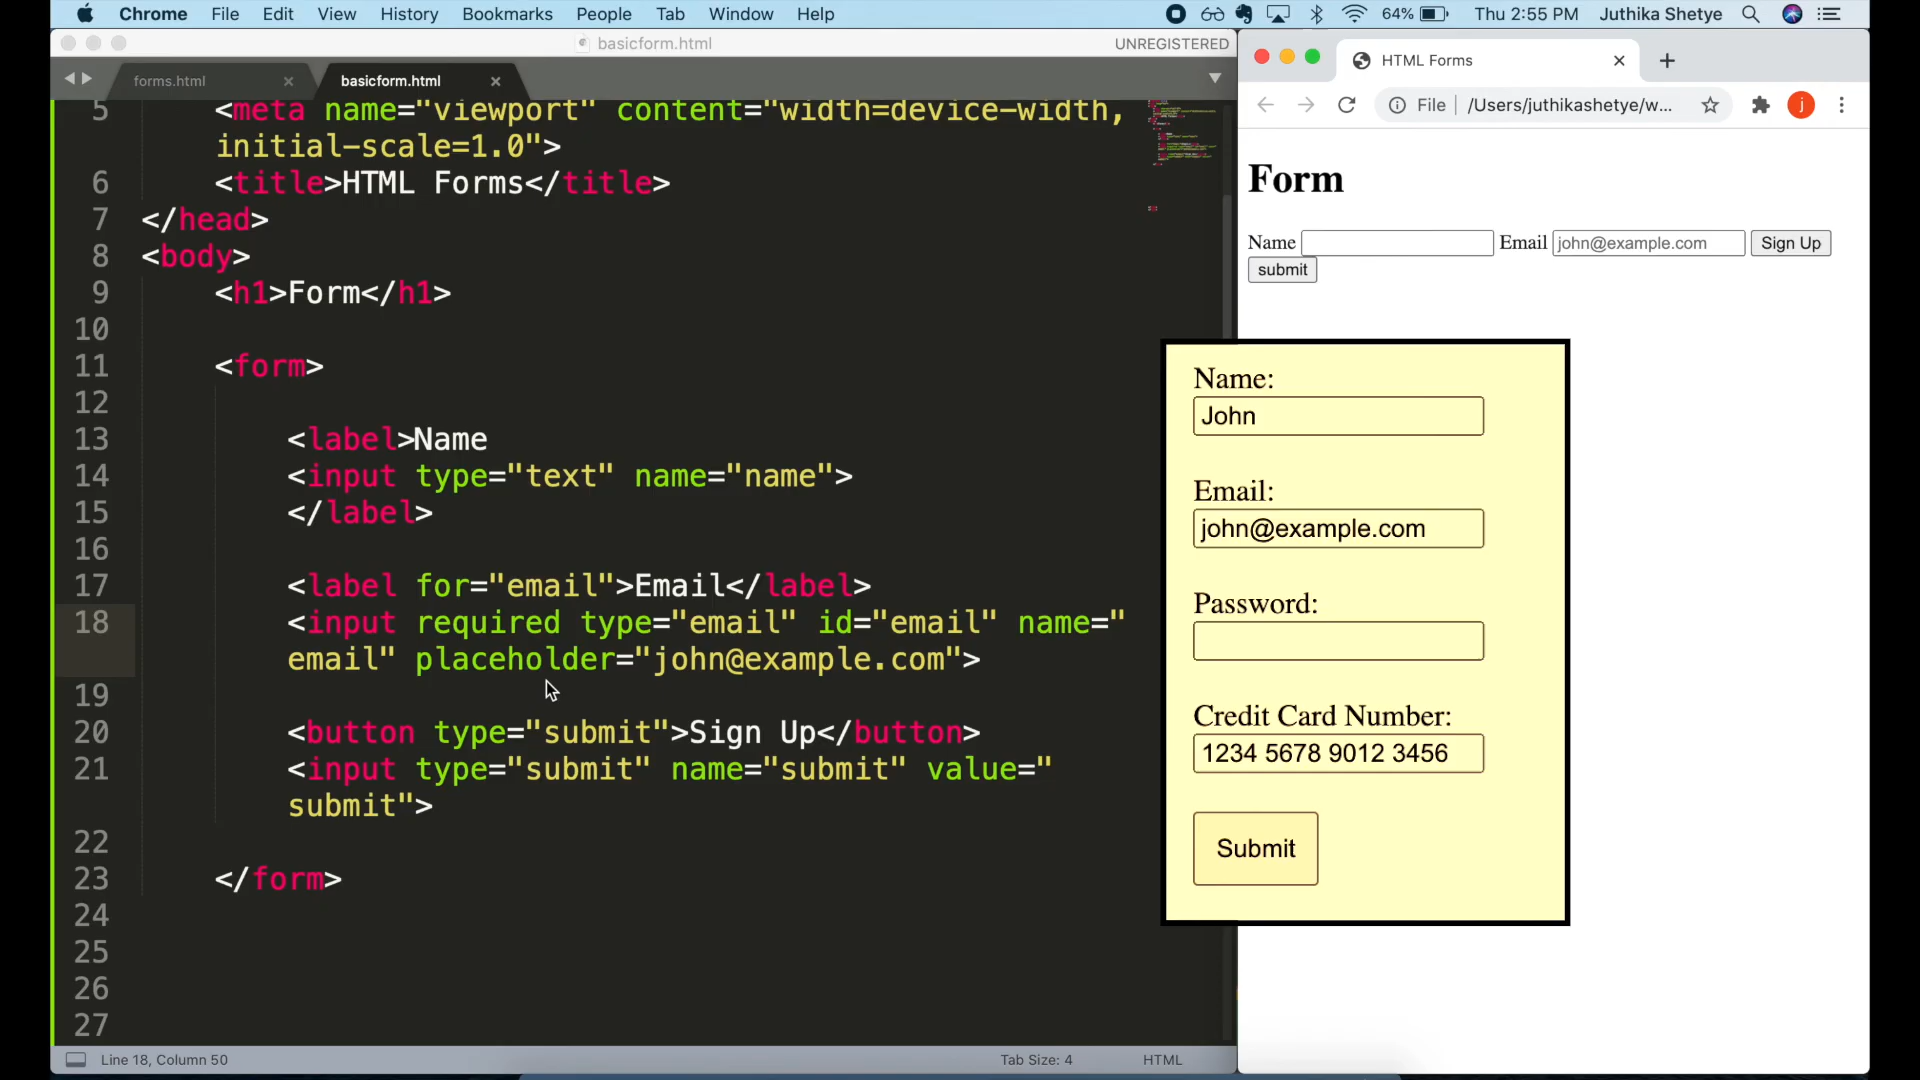 Chrome File Edit View History Bookmarks People Tab Window Help 64% Thu 2:55 PM Juthika Shetye
basicform.html UNREGISTERED
forms.html basicform.html
5 <meta name="viewport" content="width=device-width,
initial-scale=1.0">
6 <title>HTML Forms</title>
7 </head>
8 <body>
9 <h1>Form</h1>
10
11 <form>
12
13 <label>Name
14 <input type="text" name="name">
15 </label>
16
17 <label for="email">Email</label>
18 <input required type="email" id="email" name="
email" placeholder="john@example.com">
19
20 <button type="submit">Sign Up</button>
21 <input type="submit" name="submit" value="
submit">
22
23 </form>
24
25
26
27
Line 18, Column 50 Tab Size: 4 HTML
HTML Forms
File /Users/juthikashetye/w... j
Form
Name Email john@example.com Sign Up
submit
Name:
John
Email:
john@example.com
Password:
Credit Card Number:
1234 5678 9012 3456
Submit